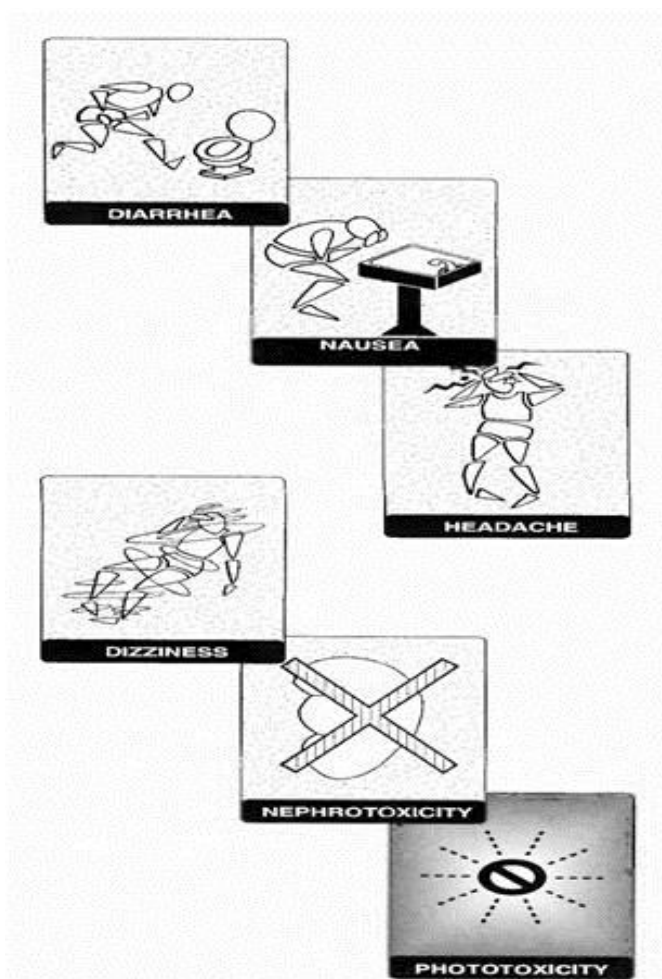 DIARRHEA
NAUSEA
HEADACHE
DIZZINESS
NEPHROTOXICITY
PHOTOTOXICITY